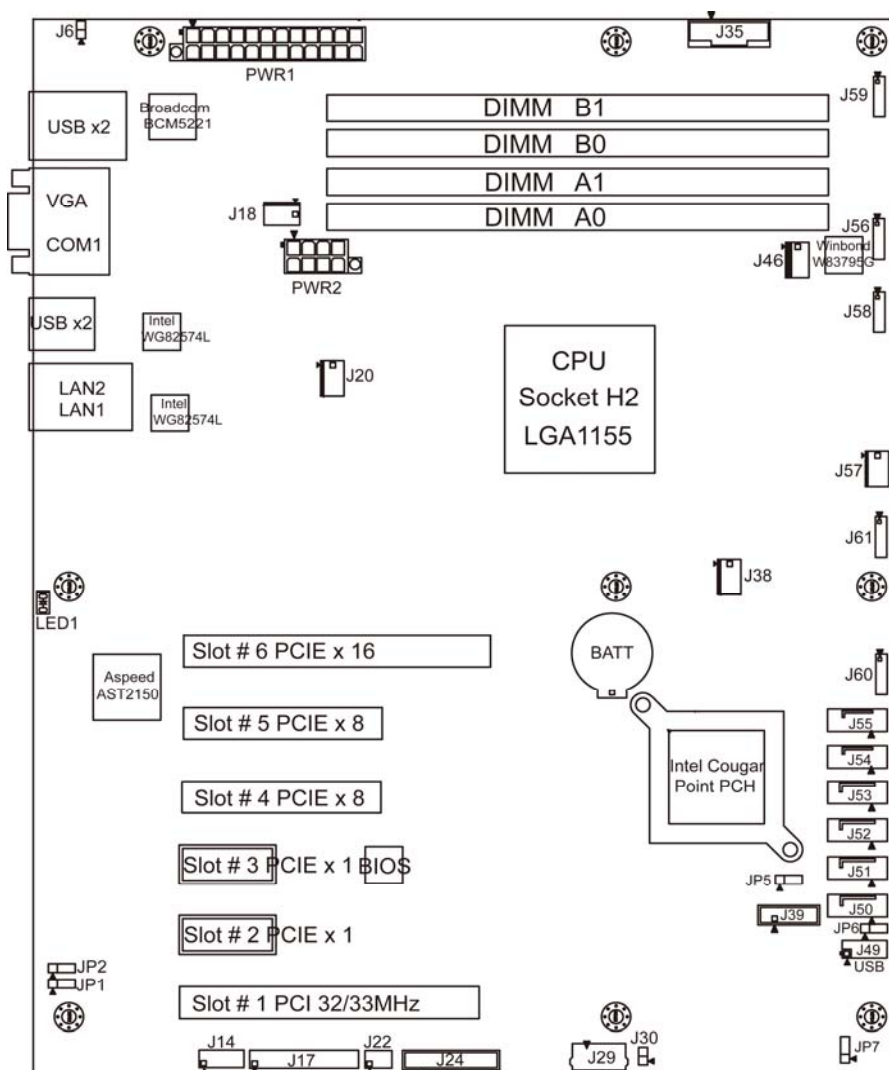 J6
J35
PWR1
J59
USB x2
Broadcom
BCM5221
DIMM B1
DIMM B0
DIMM A1
DIMM A0
VGA
COM1
J18
PWR2
J56
J46
Winbond
W83795G
J58
USB x2
Intel
WG82574L
CPU
Socket H2
LGA1155
J20
LAN2
LAN1
Intel
WG82574L
J57
J61
J38
LED1
Slot # 6 PCIE x 16
BATT
J60
Aspeed
AST2150
Slot # 5 PCIE x 8
J55
J54
Intel Cougar
Point PCH
Slot # 4 PCIE x 8
J53
J52
Slot # 3 PCIE x 1
BIOS
J51
JP5
J50
J39
JP6
Slot # 2 PCIE x 1
J49
USB
JP2
JP1
Slot # 1 PCI 32/33MHz
J14
J17
J22
J24
J29
J30
JP7